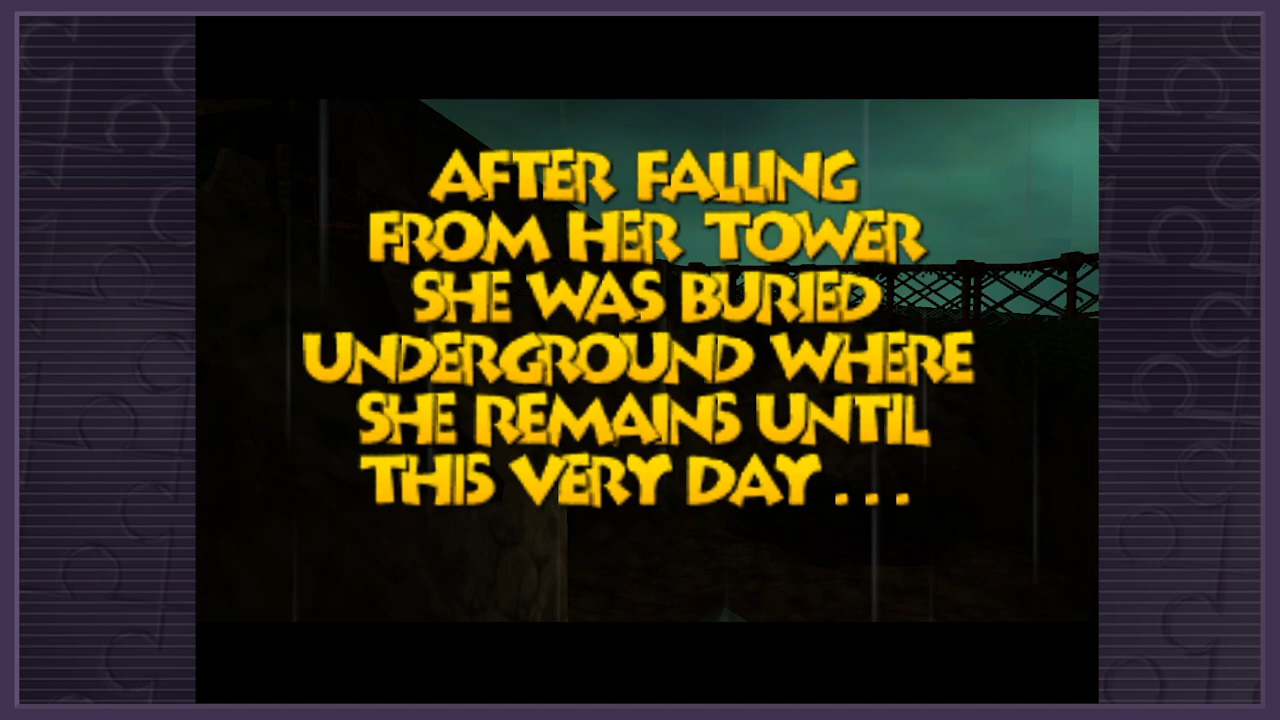 AFTER FALLING
FROM HER TOWER
SHE WAS BURIED
UNDERGROUND WHERE
SHE REMAINS UNTIL
THIS VERY DAY . . .